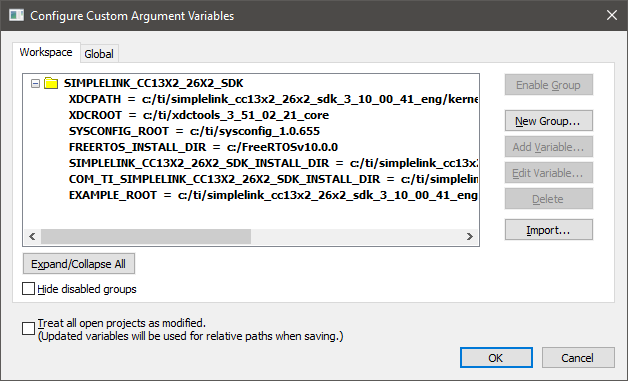 Configure Custom Argument Variables
Workspace
Global
SIMPLELINK_CC13X2_26X2_SDK
XDCPATH = c:/ti/simplelink_cc13x2_26x2_sdk_3_10_00_41_eng/kerne
XDCROOT = c:/ti/xdctools_3_51_02_21_core
SYSCONFIG_ROOT = c:/ti/sysconfig_1.0.655
FREERTOS_INSTALL_DIR = c:/FreeRTOSv10.0.0
SIMPLELINK_CC13X2_26X2_SDK_INSTALL_DIR = c:/ti/simplelink_cc13x
COM_TI_SIMPLELINK_CC13X2_26X2_SDK_INSTALL_DIR = c:/ti/simplelin
EXAMPLE_ROOT = c:/ti/simplelink_cc13x2_26x2_sdk_3_10_00_41_eng
Enable Group
New Group...
Add Variable...
Edit Variable...
Delete
Import...
Expand/Collapse All
Hide disabled groups
Treat all open projects as modified.
(Updated variables will be used for relative paths when saving.)
OK
Cancel